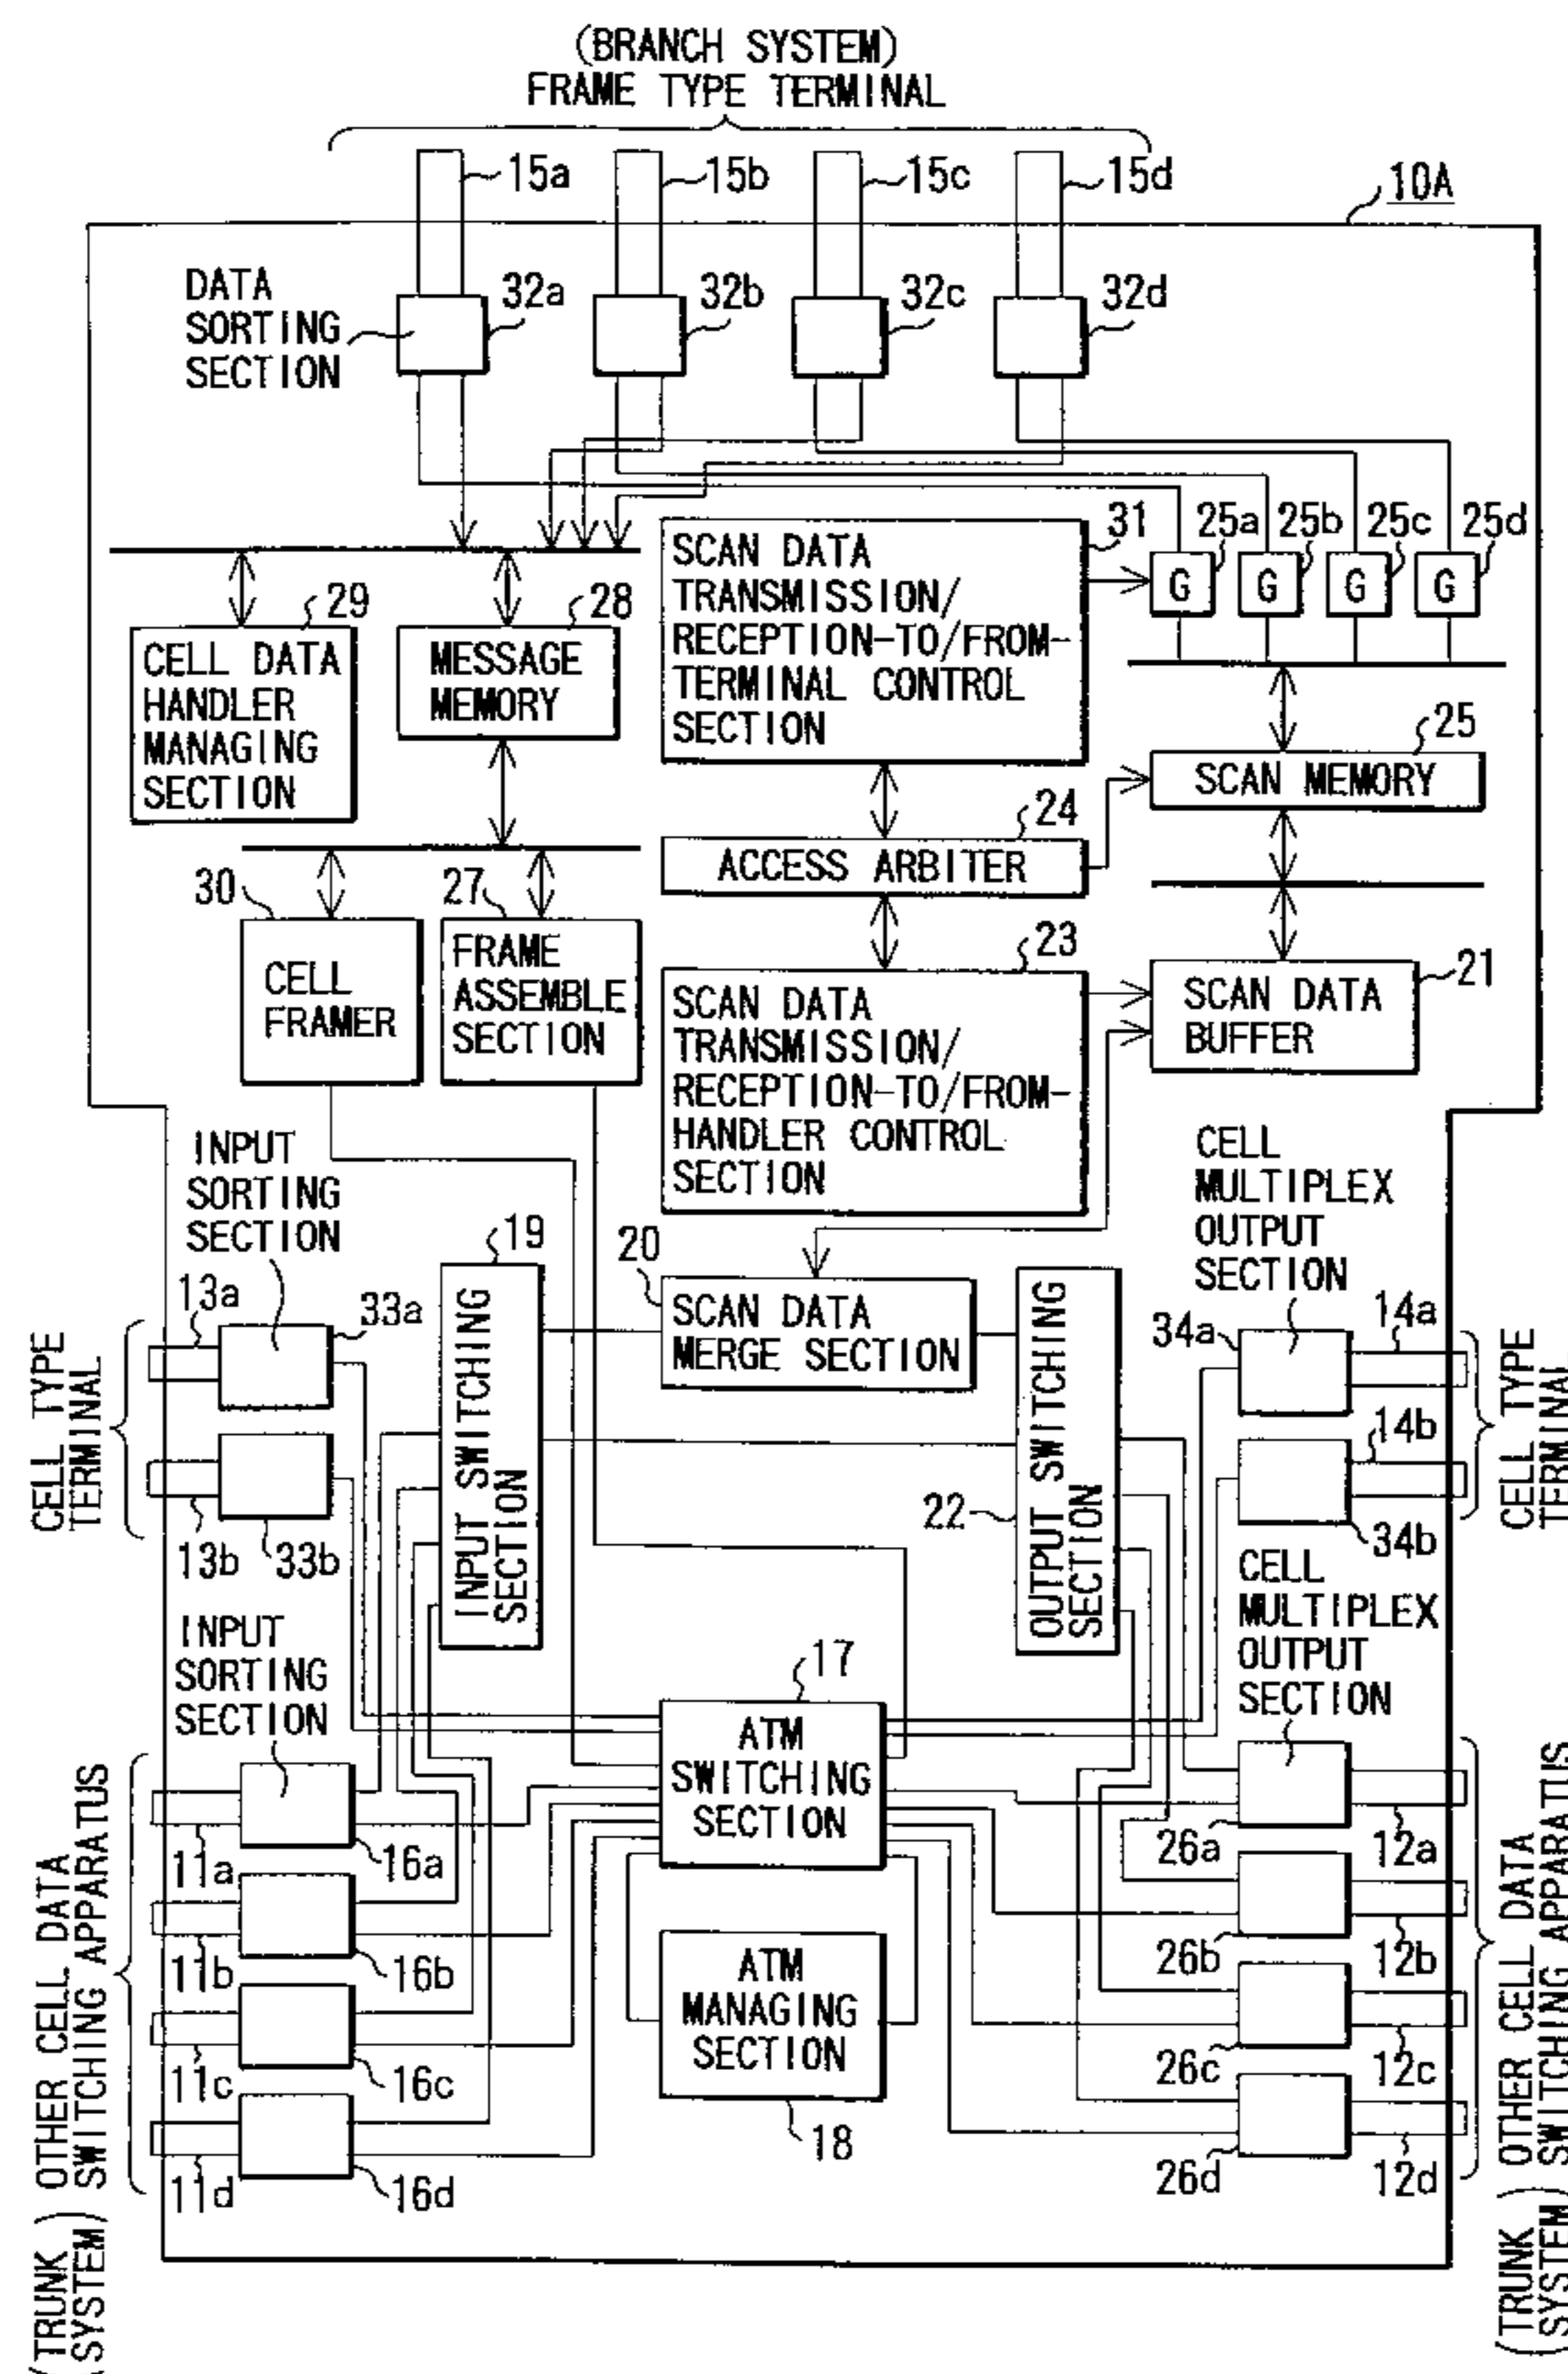 (BRANCH SYSTEM)
FRAME TYPE TERMINAL
15a
15b
15c
15d
10A
DATA
SORTING
SECTION
32a
32b
32c
32d
31
25a
25b
25c
25d
SCAN DATA
TRANSMISSION/
RECEPTION-TO/FROM-
TERMINAL CONTROL
SECTION
G
G
G
G
29
28
CELL DATA
HANDLER
MANAGING
SECTION
MESSAGE
MEMORY
25
SCAN MEMORY
24
ACCESS ARBITER
30
27
CELL
FRAMER
FRAME
ASSEMBLE
SECTION
23
SCAN DATA
TRANSMISSION/
RECEPTION-TO/FROM-
HANDLER CONTROL
SECTION
21
SCAN DATA
BUFFER
INPUT
SORTING
SECTION
CELL
MULTIPLEX
OUTPUT
SECTION
19
20
13a
33a
INPUT SWITCHING
SECTION
SCAN DATA
MERGE SECTION
OUTPUT SWITCHING
SECTION
34a
14a
CELL TYPE
TERMINAL
14b
CELL TYPE
TERMINAL
22
13b
33b
34b
INPUT
SORTING
SECTION
CELL
MULTIPLEX
OUTPUT
SECTION
17
ATM
SWITCHING
SECTION
11a
16a
26a
12a
11b
16b
ATM
MANAGING
SECTION
26b
12b
11c
16c
26c
12c
18
11d
16d
26d
12d
(TRUNK SYSTEM) OTHER CELL DATA
SWITCHING APPARATUS
(TRUNK SYSTEM) OTHER CELL DATA
SWITCHING APPARATUS